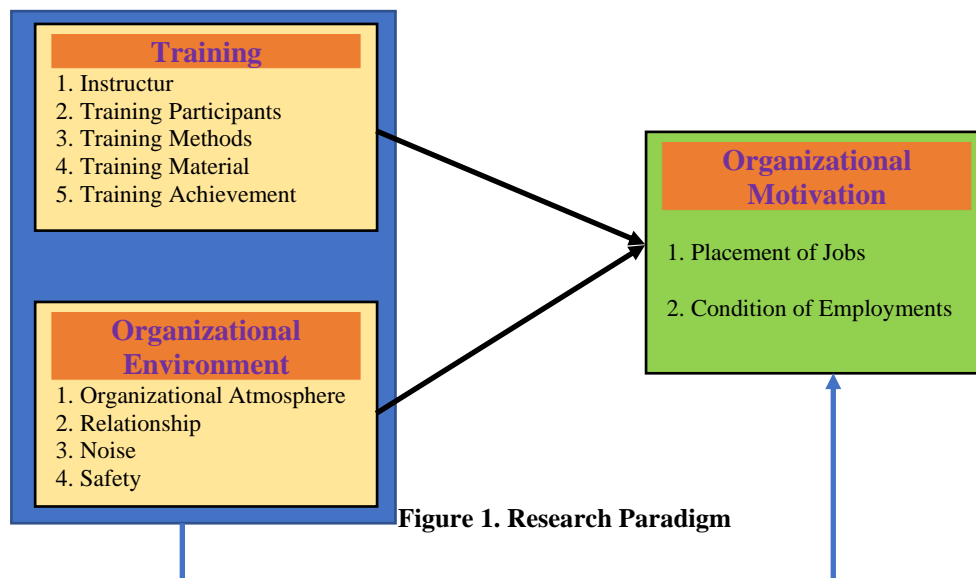 Training
1. Instructur
2. Training Participants
3. Training Methods
4. Training Material
5. Training Achievement
Organizational
Environment
1. Organizational Atmosphere
2. Relationship
3. Noise
4. Safety
Organizational
Motivation
1. Placement of Jobs
2. Condition of Employments
Figure 1. Research Paradigm